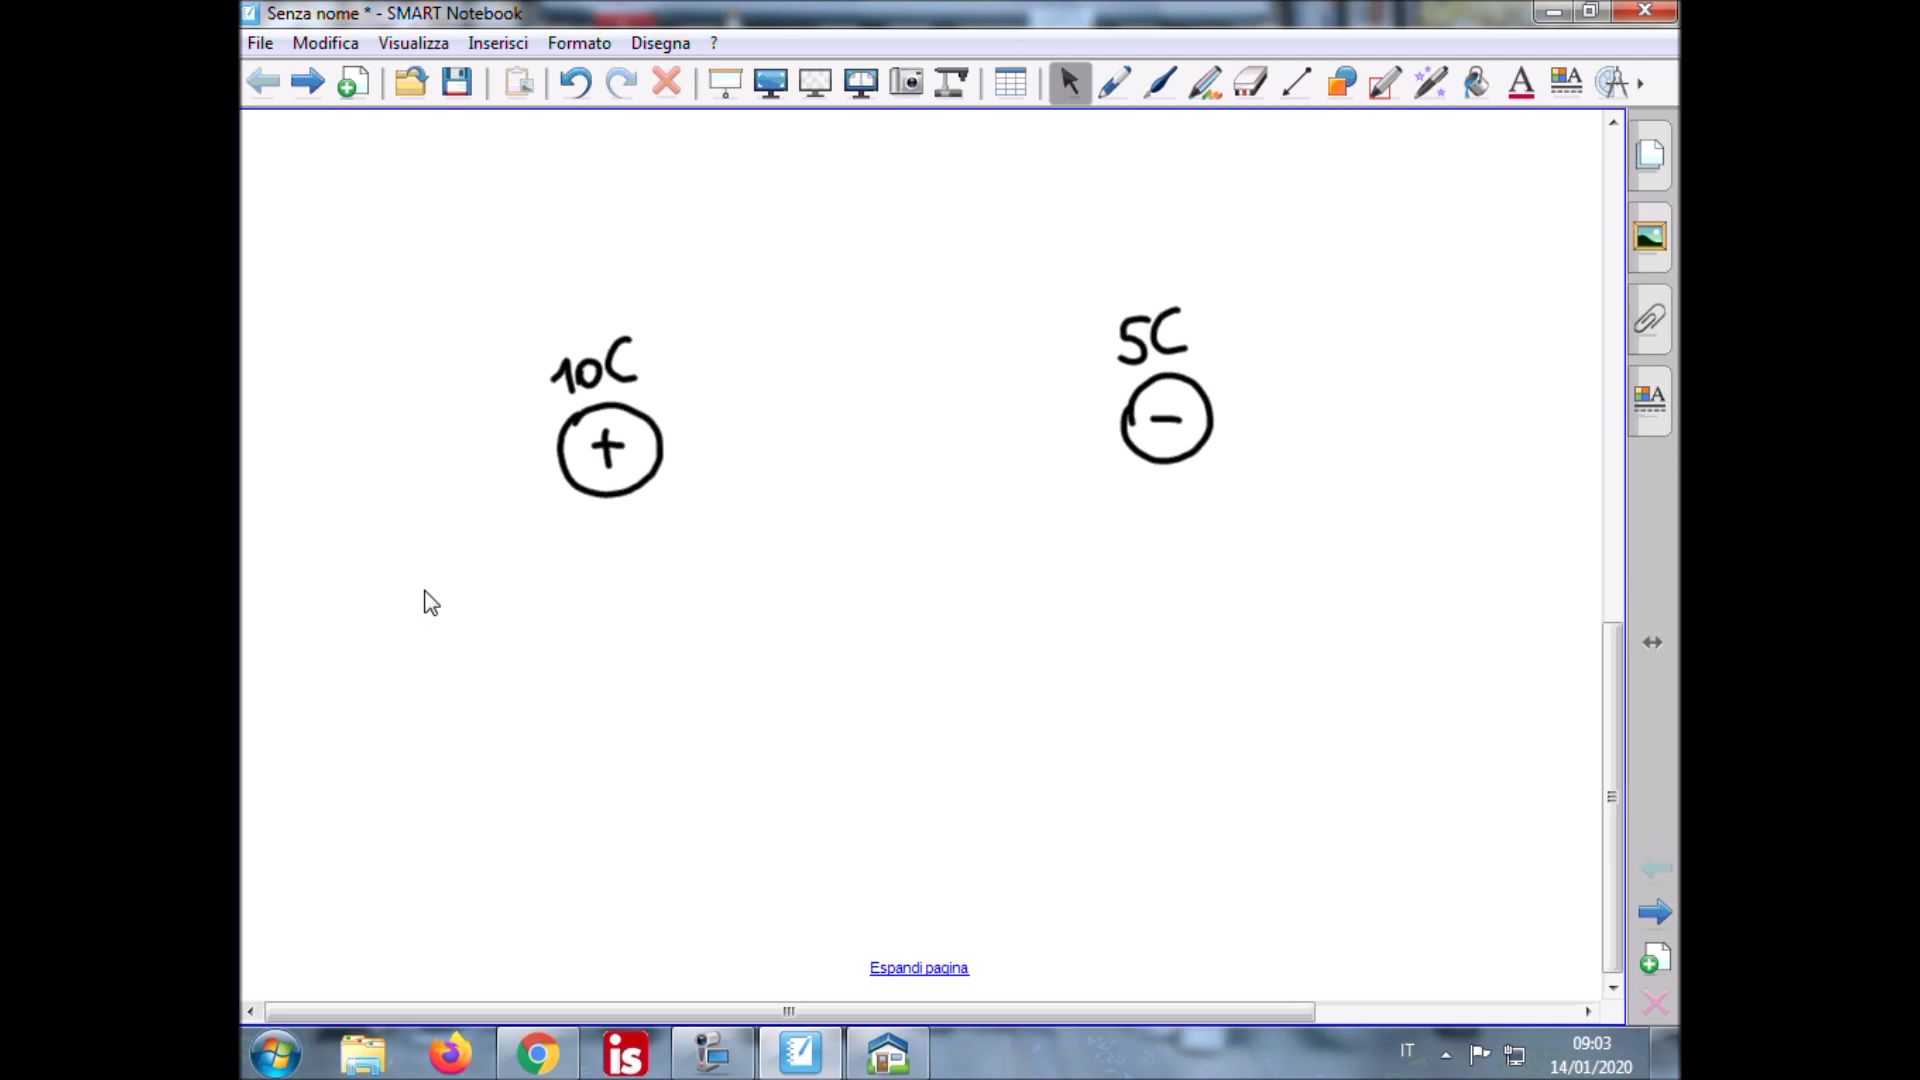 Senza nome * - SMART Notebook
File Modifica Visualizza Inserisci Formato Disegna ?
10C
5C
+
-
Espandi pagina
is
IT
09:03
14/01/2020